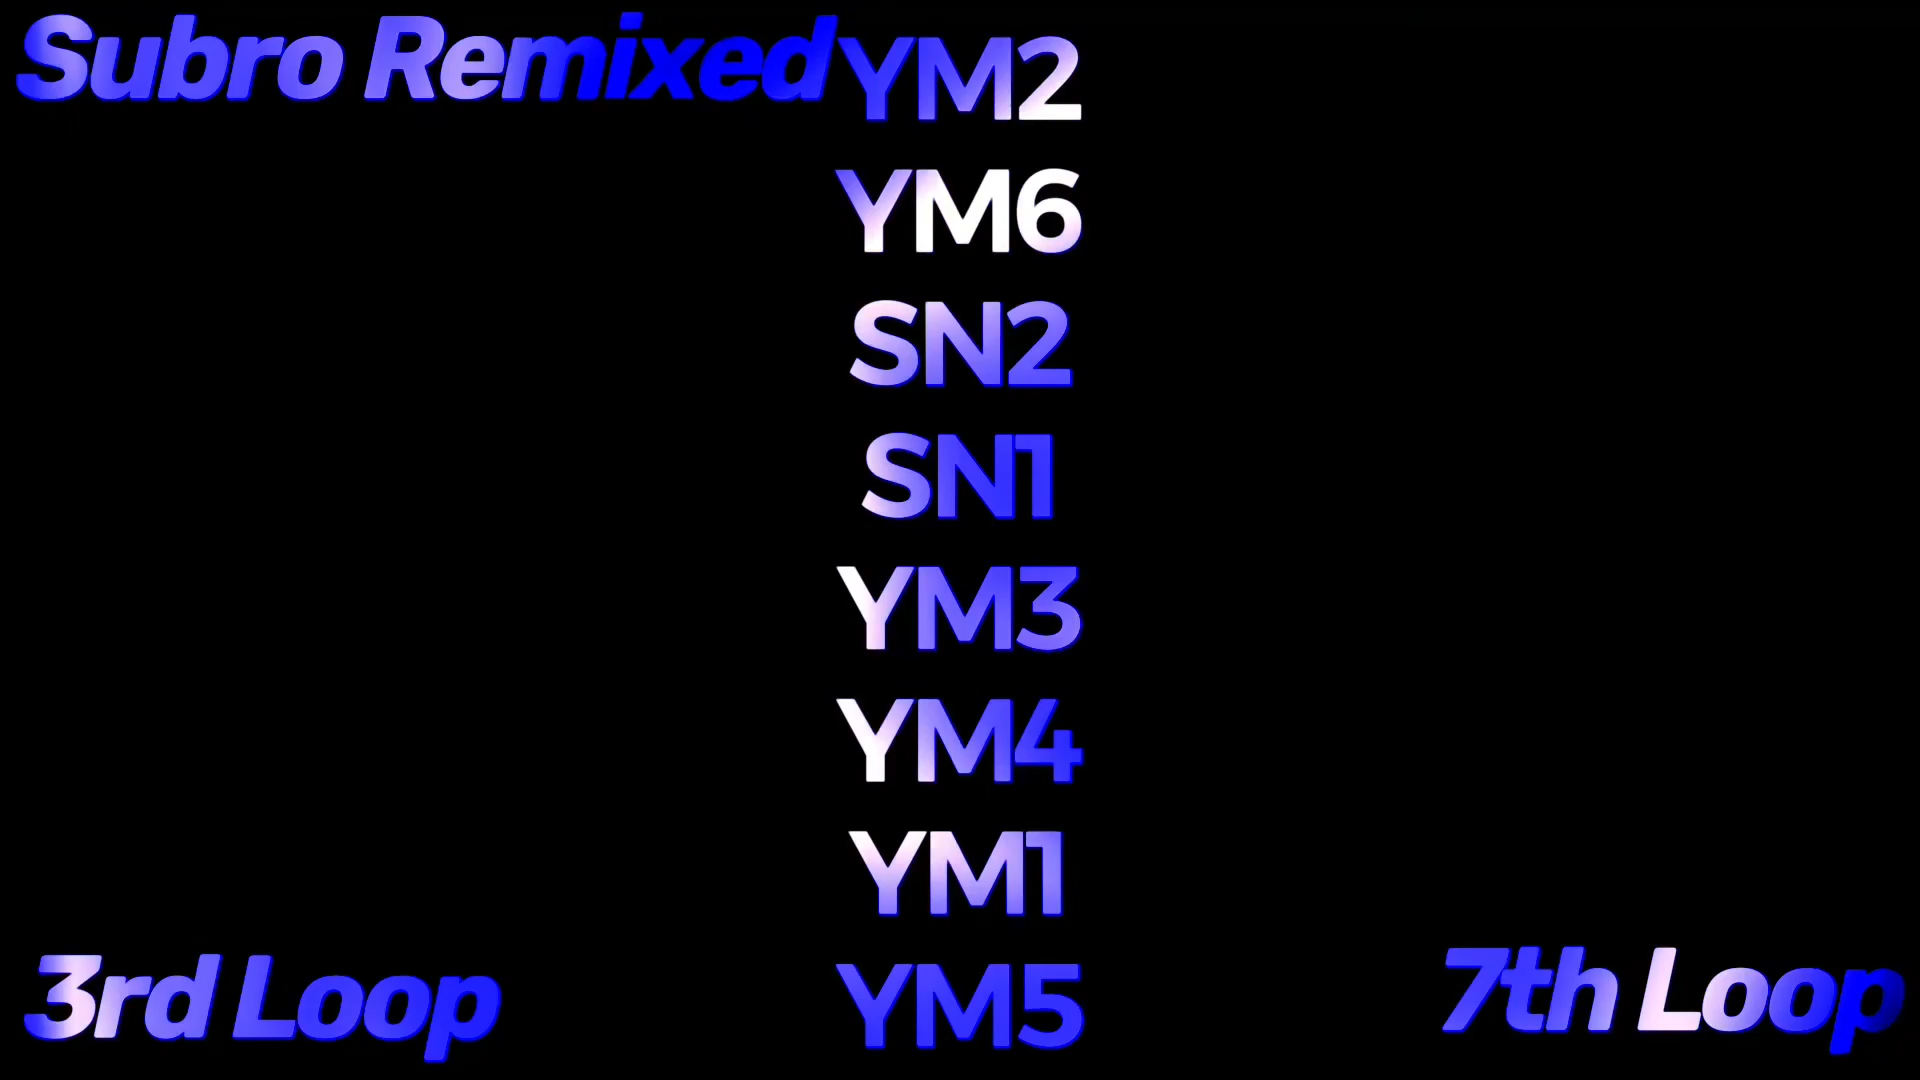 Subro Remixed
YM2
YM6
SN2
SN1
YM3
YM4
YM1
YM5
3rd Loop
7th Loop